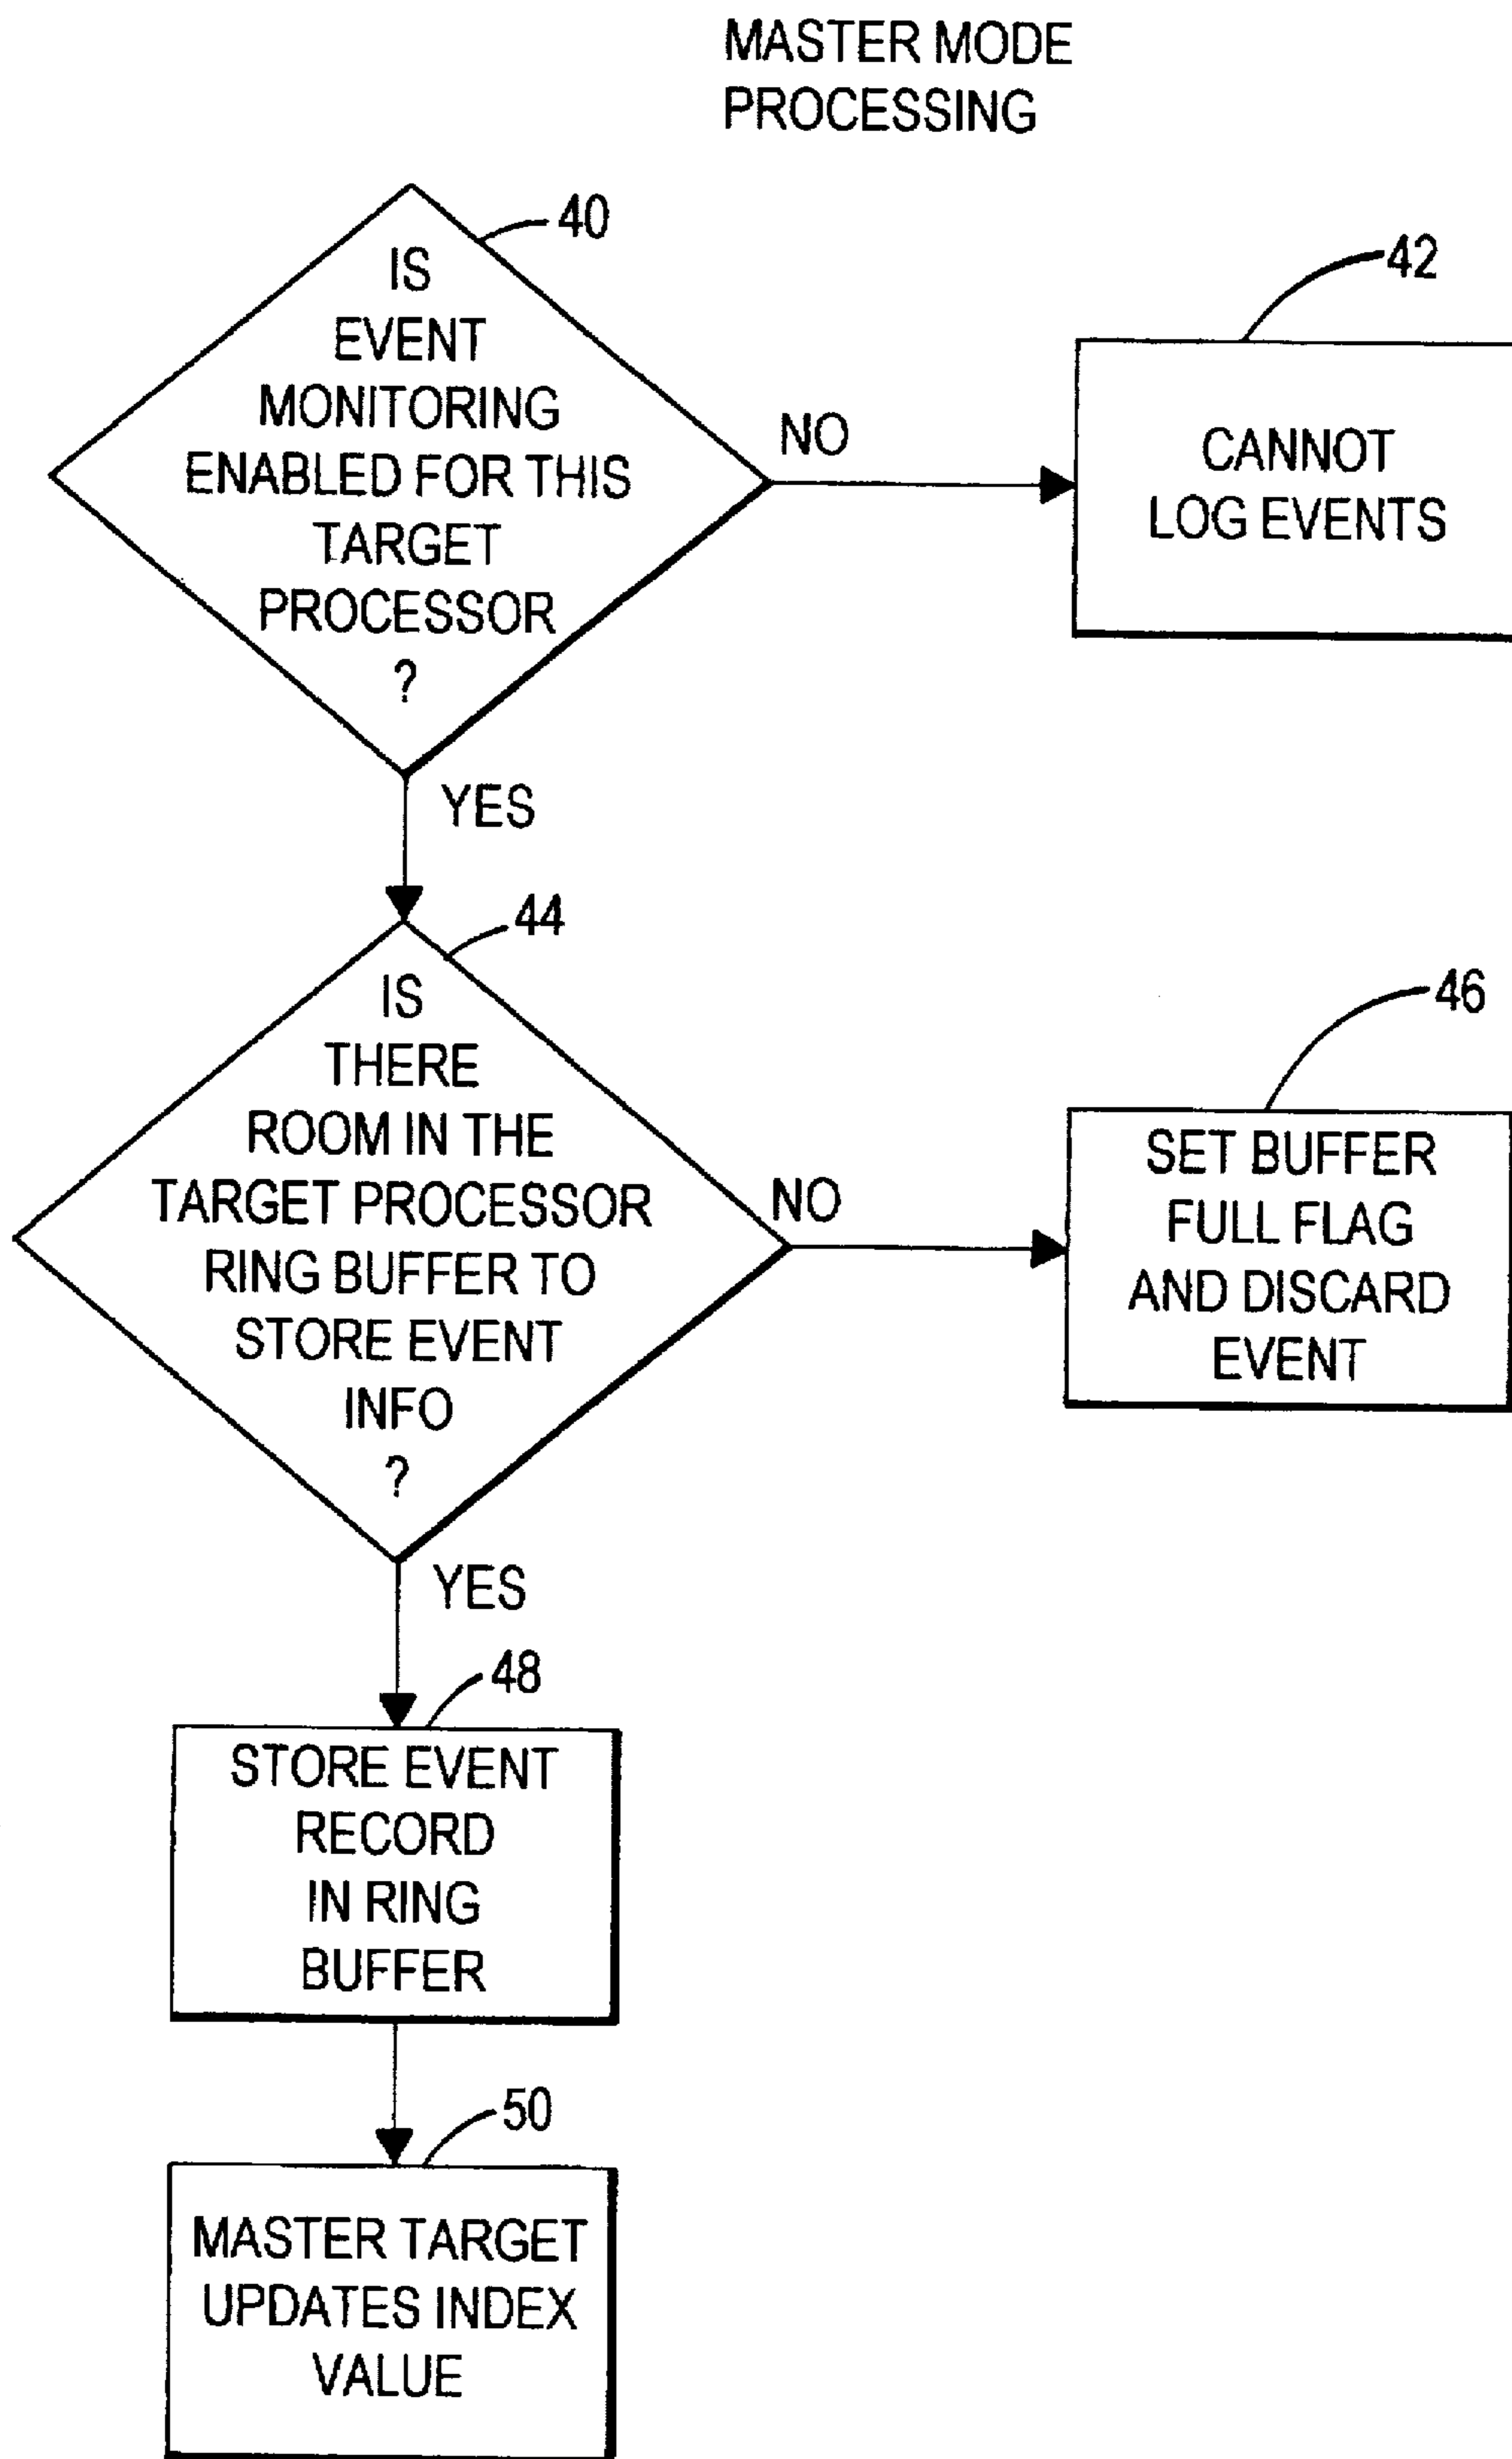 MASTER MODE
PROCESSING
40
IS
EVENT
MONITORING
ENABLED FOR THIS
TARGET
PROCESSOR
?
NO
42
CANNOT
LOG EVENTS
YES
44
IS
THERE
ROOM IN THE
TARGET PROCESSOR
RING BUFFER TO
STORE EVENT
INFO
?
NO
46
SET BUFFER
FULL FLAG
AND DISCARD
EVENT
YES
48
STORE EVENT
RECORD
IN RING
BUFFER
50
MASTER TARGET
UPDATES INDEX
VALUE